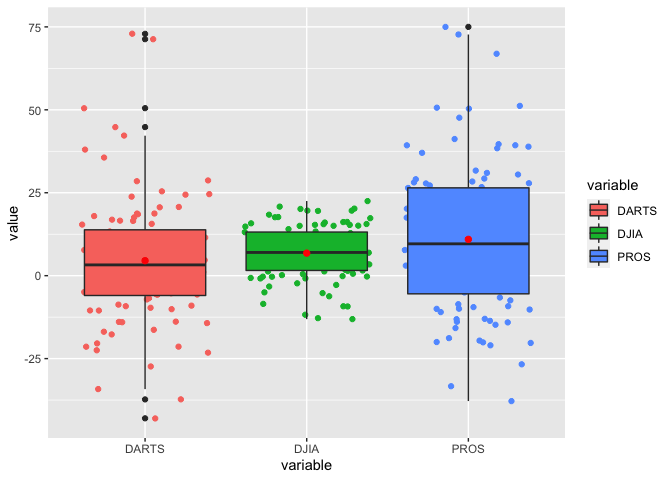 75
50
25
0
-25
value
DARTS
DJIA
PROS
variable
variable
DARTS
DJIA
PROS